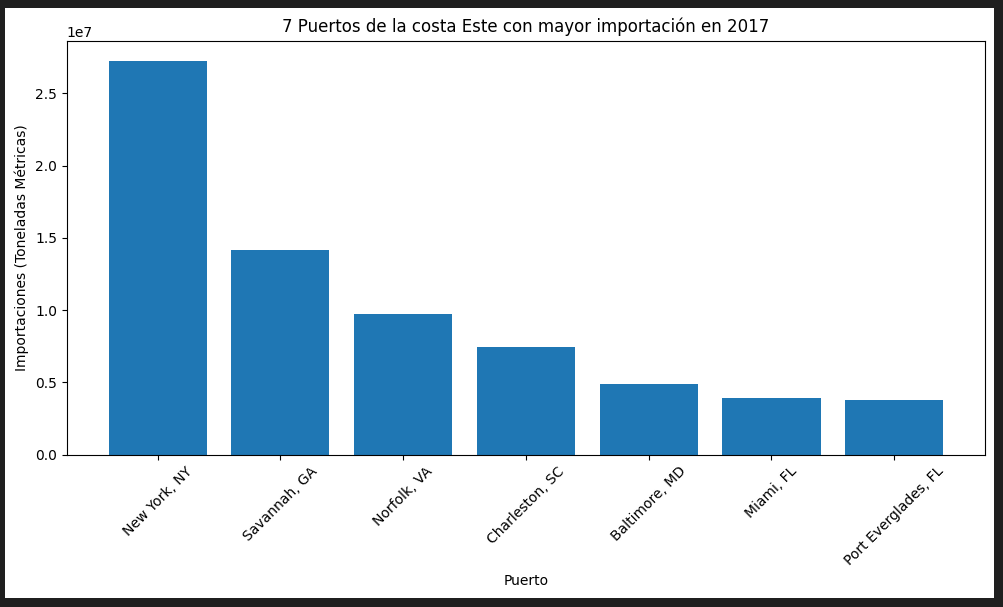 7 Puertos de la costa Este con mayor importación en 2017
1e7
Importaciones (Toneladas Métricas)
2.5
2.0
1.5
1.0
0.5
0.0
New York, NY
Savannah, GA
Norfolk, VA
Charleston, SC
Baltimore, MD
Miami, FL
Port Everglades, FL
Puerto